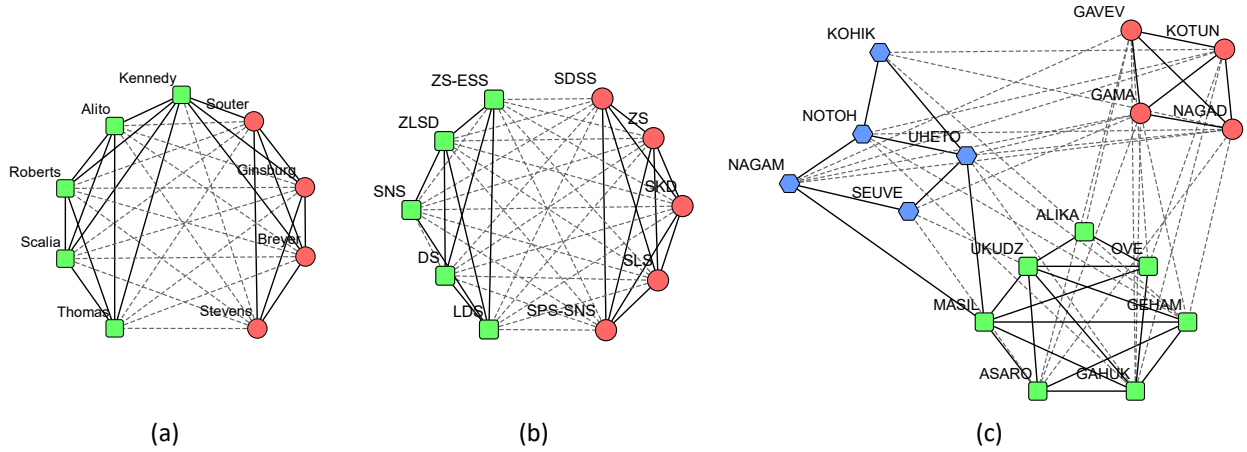 Kennedy
Alito
Souter
Roberts
Ginsburg
Scalia
Breyer
Thomas
Stevens
(a)
ZS-ESS
SDSS
ZLSD
ZS
SNS
SKD
DS
SLS
LDS
SPS-SNS
(b)
GAVEV
KOHIK
KOTUN
GAMA
NAGAD
NOTOH
UHETO
NAGAM
SEUVE
ALIKA
UKUDZ
OVE
MASIL
GEHAM
ASARO
GAHUK
(c)